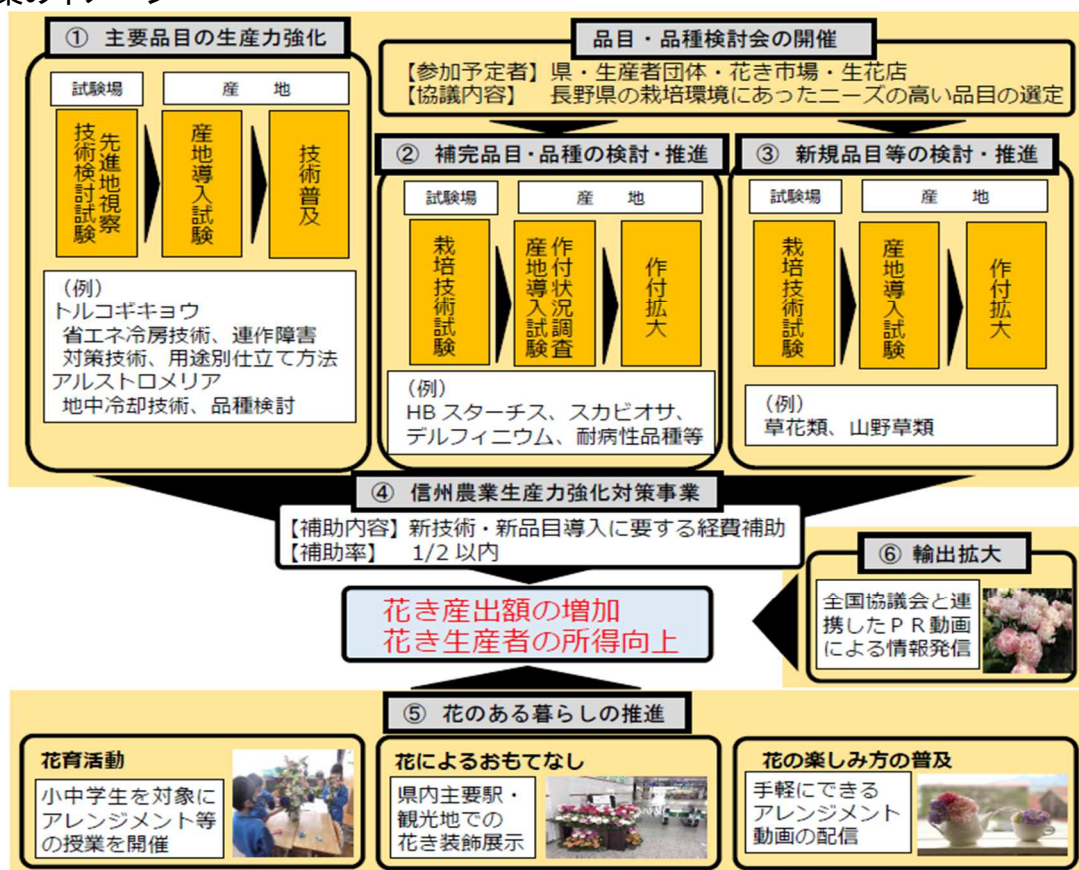 ① 主要品目の生産力強化
試験場
産 地
先進地視察
技術検討試験
産地導入試験
技術普及
（例）
トルコギキョウ
省エネ冷房技術、連作障害
対策技術、用途別仕立て方法
アルストロメリア
地中冷却技術、品種検討
品目・品種検討会の開催
【参加予定者】県・生産者団体・花き市場・生花店
【協議内容】 長野県の栽培環境にあったニーズの高い品目の選定
② 補完品目・品種の検討・推進
試験場
産 地
栽培技術試験
作付状況調査
産地導入試験
作付拡大
（例）
HB スターチス、スカビオサ、
デルフィニウム、耐病性品種等
③ 新規品目等の検討・推進
試験場
産 地
栽培技術試験
産地導入試験
作付拡大
（例）
草花類、山野草類
④ 信州農業生産力強化対策事業
【補助内容】新技術・新品目導入に要する経費補助
【補助率】 1/2 以内
花き産出額の増加
花き生産者の所得向上
⑥ 輸出拡大
全国協議会と連
携したＰＲ動画
による情報発信
⑤ 花のある暮らしの推進
花育活動
小中学生を対象に
アレンジメント等
の授業を開催
花によるおもてなし
県内主要駅・
観光地での
花き装飾展示
花の楽しみ方の普及
手軽にできる
アレンジメント
動画の配信